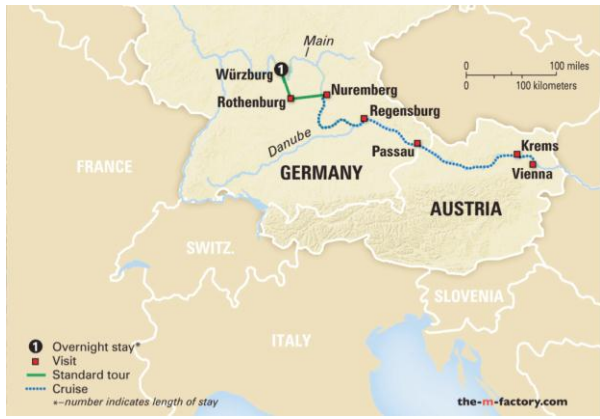 Main
Würzburg
1
Rothenburg
Nuremberg
0 100 miles
0 100 kilometers
Regensburg
Danube
Passau
Krems
Vienna
FRANCE
GERMANY
AUSTRIA
SWITZ.
SLOVENIA
ITALY
1 Overnight stay*
Visit
Standard tour
Cruise
*–number indicates length of stay
the-m-factory.com